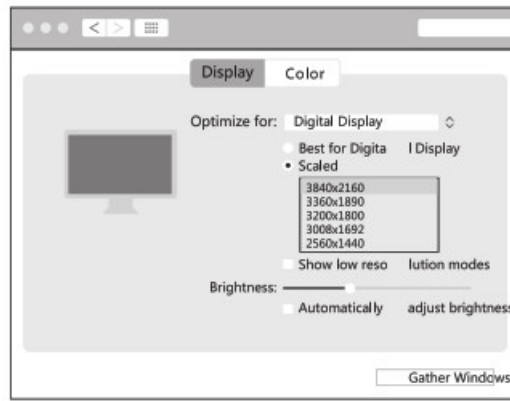 Display Color
Optimize for: Digital Display
Best for Digita l Display
Scaled
3840x2160
3360x1890
3200x1800
3008x1692
2560x1440
Show low reso lution modes
Brightness:
Automatically adjust brightness
Gather Windows